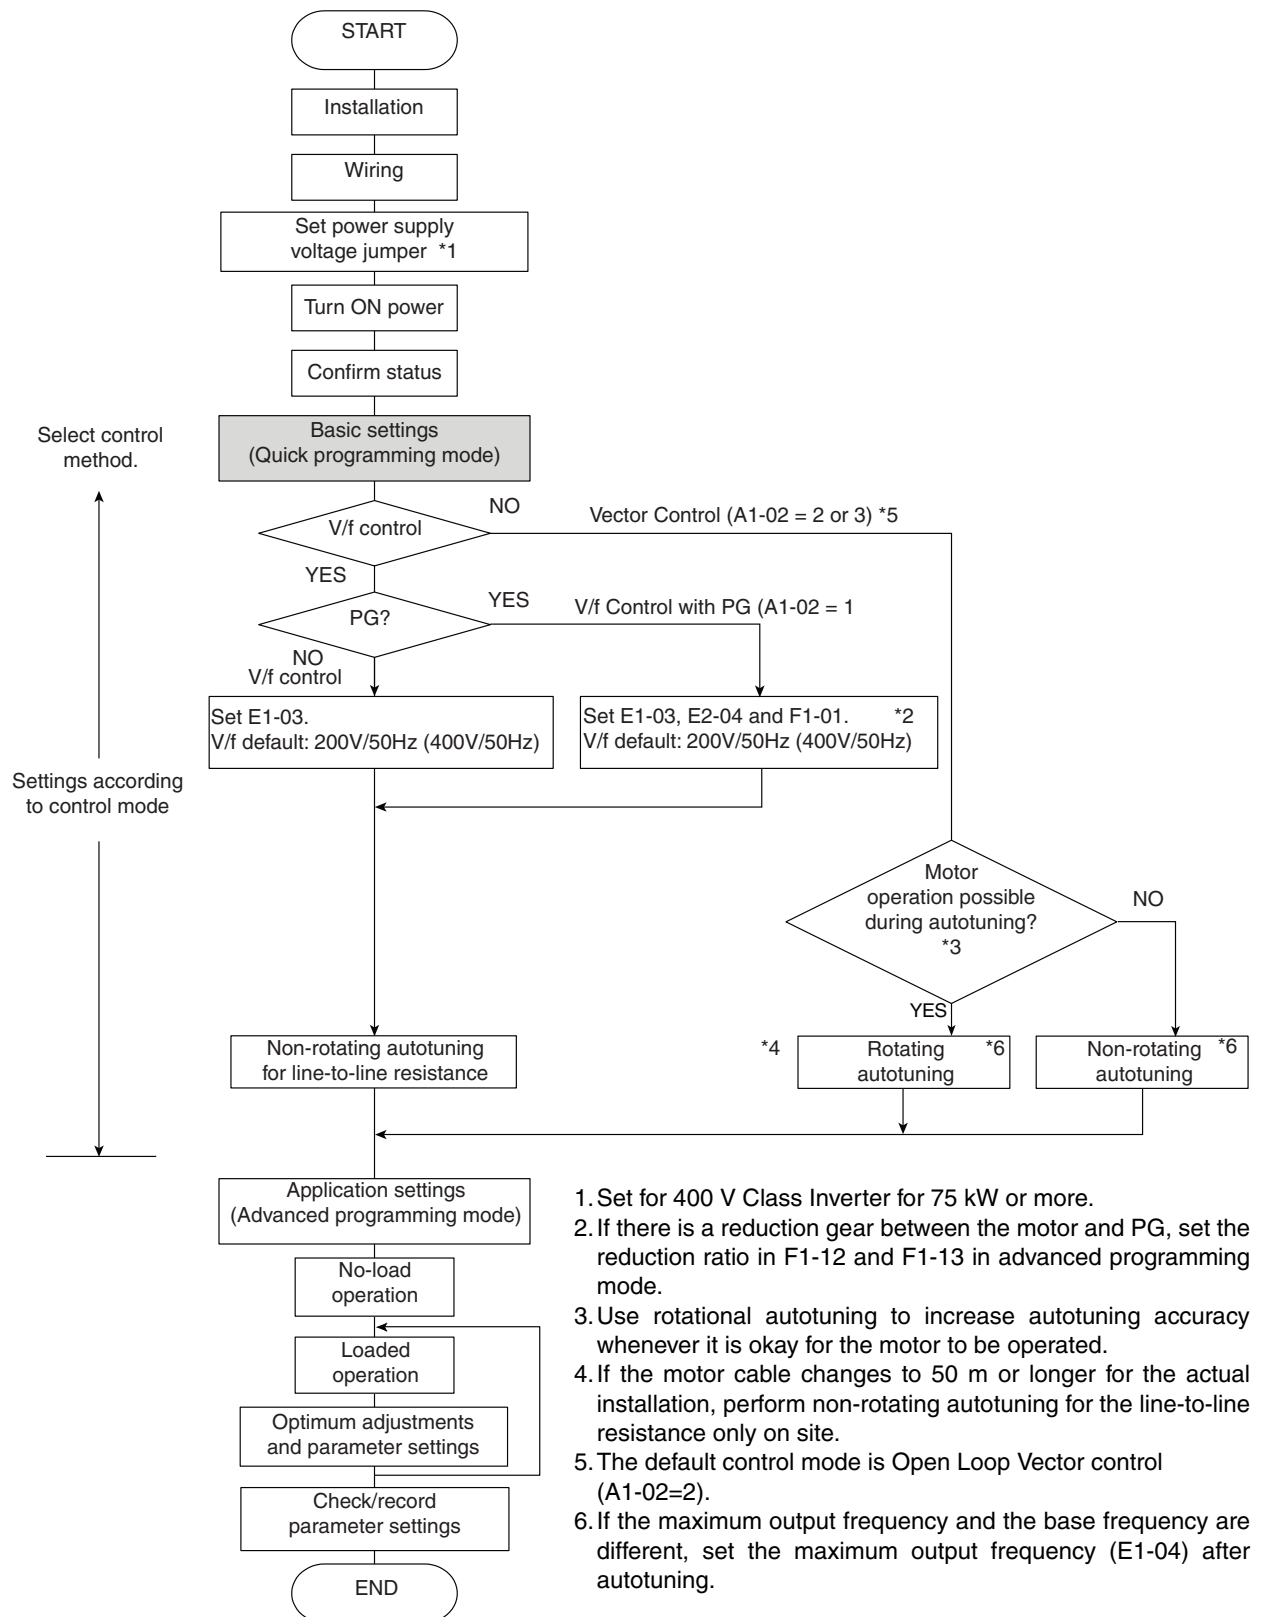 START
Installation
Wiring
Set power supply
voltage jumper *1
Turn ON power
Confirm status
Select control
method.
Basic settings
(Quick programming mode)
V/f control
NO
Vector Control (A1-02 = 2 or 3) *5
YES
PG?
YES
V/f Control with PG (A1-02 = 1
NO
V/f control
Set E1-03.
V/f default: 200V/50Hz (400V/50Hz)
Set E1-03, E2-04 and F1-01. *2
V/f default: 200V/50Hz (400V/50Hz)
Settings according
to control mode
Motor
operation possible
during autotuning?
*3
NO
YES
Non-rotating autotuning
for line-to-line resistance
*4
Rotating *6
autotuning
Non-rotating *6
autotuning
Application settings
(Advanced programming mode)
No-load
operation
Loaded
operation
Optimum adjustments
and parameter settings
Check/record
parameter settings
END
1. Set for 400 V Class Inverter for 75 kW or more.
2. If there is a reduction gear between the motor and PG, set the
reduction ratio in F1-12 and F1-13 in advanced programming
mode.
3. Use rotational autotuning to increase autotuning accuracy
whenever it is okay for the motor to be operated.
4. If the motor cable changes to 50 m or longer for the actual
installation, perform non-rotating autotuning for the line-to-line
resistance only on site.
5. The default control mode is Open Loop Vector control
(A1-02=2).
6. If the maximum output frequency and the base frequency are
different, set the maximum output frequency (E1-04) after
autotuning.